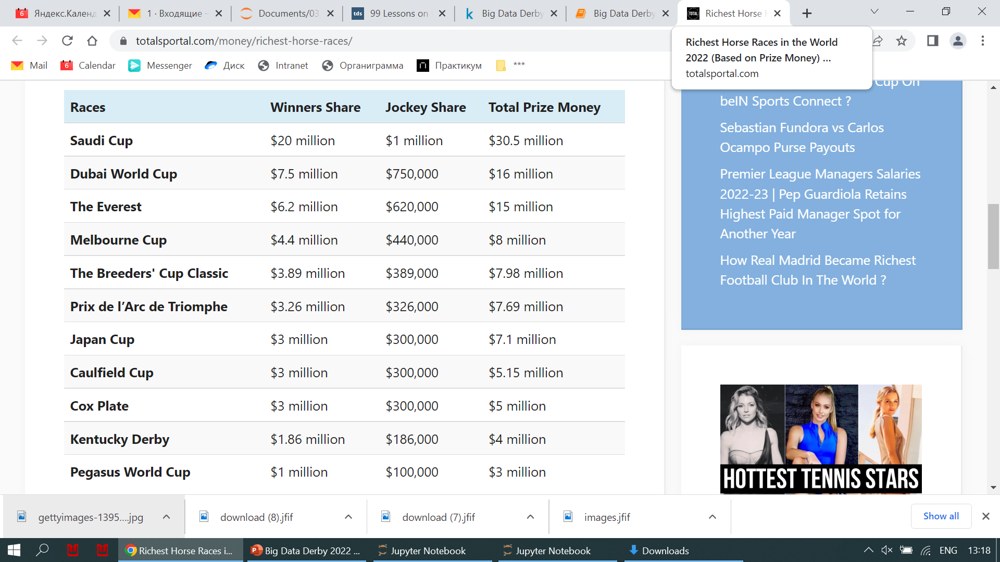 6 Яндекс.Календ
1 · Входящие -
Documents/03
tds 99 Lessons on
k Big Data Derby
Big Data Derby
TOTAL Richest Horse
totalsportal.com/money/richest-horse-races/
Richest Horse Races in the World
2022 (Based on Prize Money) ...
totalsportal.com
Mail 6 Calendar Messenger Диск Intranet Органиграмма Практикум ***
Races Winners Share Jockey Share Total Prize Money
Saudi Cup $20 million $1 million $30.5 million
Dubai World Cup $7.5 million $750,000 $16 million
The Everest $6.2 million $620,000 $15 million
Melbourne Cup $4.4 million $440,000 $8 million
The Breeders' Cup Classic $3.89 million $389,000 $7.98 million
Prix de l’Arc de Triomphe $3.26 million $326,000 $7.69 million
Japan Cup $3 million $300,000 $7.1 million
Caulfield Cup $3 million $300,000 $5.15 million
Cox Plate $3 million $300,000 $5 million
Kentucky Derby $1.86 million $186,000 $4 million
Pegasus World Cup $1 million $100,000 $3 million
Cup On
beIN Sports Connect ?
Sebastian Fundora vs Carlos
Ocampo Purse Payouts
Premier League Managers Salaries
2022-23 | Pep Guardiola Retains
Highest Paid Manager Spot for
Another Year
How Real Madrid Became Richest
Football Club In The World ?
HOTTEST TENNIS STARS
gettyimages-1395....jpg
download (8).jfif
download (7).jfif
images.jfif
Show all
Richest Horse Races i...
Big Data Derby 2022 ...
Jupyter Notebook
Jupyter Notebook
Downloads
ENG
13:18